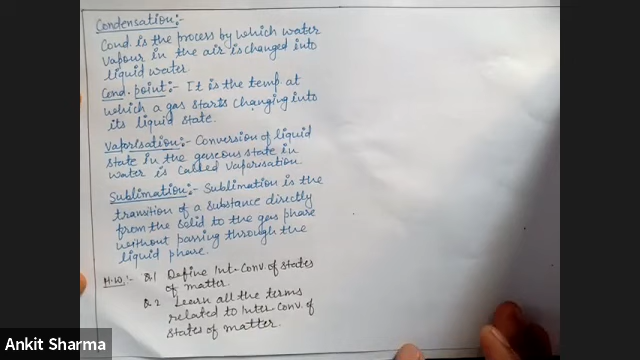 Condensation:-
Cond. is the process by which water
vapour in the air is changed into
liquid water.
Cond. point:- It is the temp. at
which a gas starts changing into
its liquid state.
Vaporisation:- Conversion of liquid
state in the gaseous state in
water is called vaporisation.
Sublimation:- Sublimation is the
transition of a substance directly
from the solid to the gas phase
without passing through the
liquid phase.
H.W:- Q.1 Define Inter Conv. of states
of matter.
Q.2 Learn all the terms
related to Inter Conv. of
states of matter.
Ankit Sharma